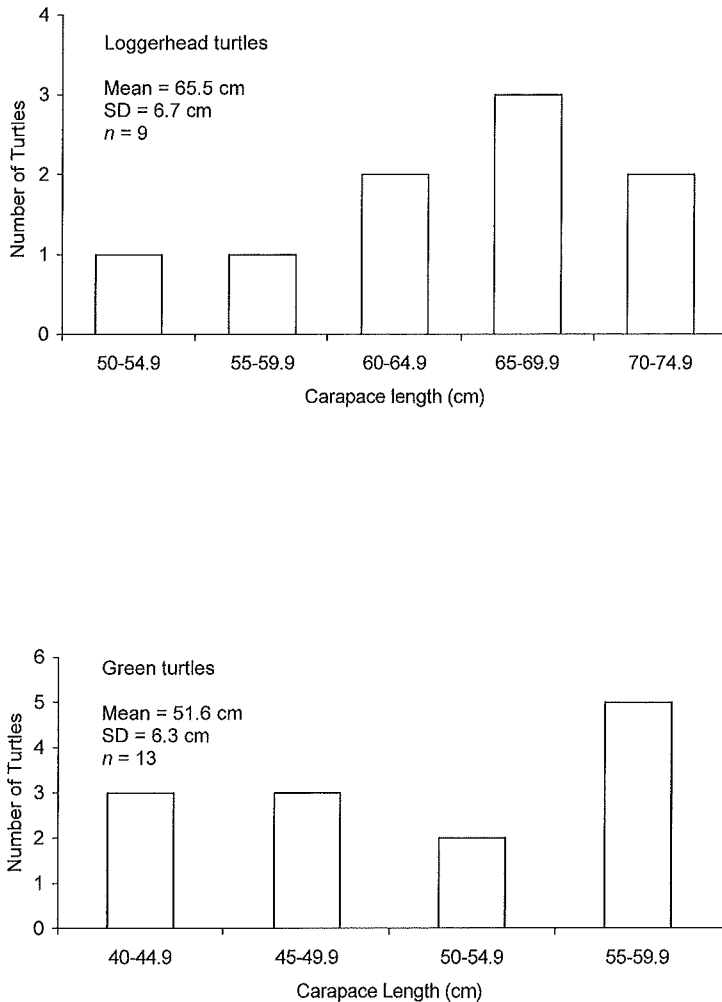 Loggerhead turtles
Mean = 65.5 cm
SD = 6.7 cm
n = 9
Number of Turtles
4
3
2
1
0
50-54.9 55-59.9 60-64.9 65-69.9 70-74.9
Carapace length (cm)
Green turtles
Mean = 51.6 cm
SD = 6.3 cm
n = 13
Number of Turtles
6
5
4
3
2
1
0
40-44.9 45-49.9 50-54.9 55-59.9
Carapace Length (cm)